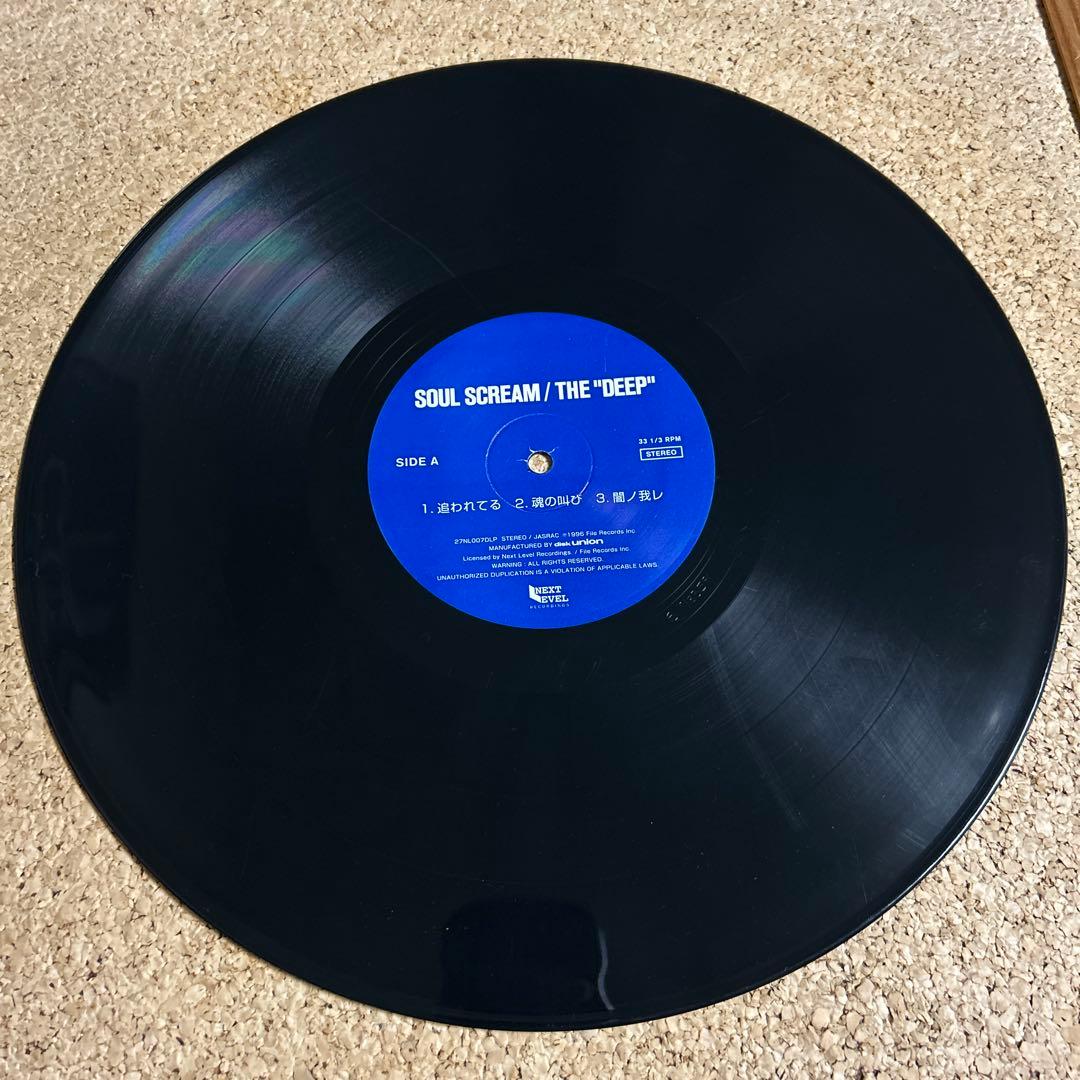 SOUL SCREAM / THE "DEEP"
33 1/3 RPM
STEREO
SIDE A
1. 追われてる 2. 魂の叫び 3. 闇ノ我レ
27NL007DLP STEREO / JASRAC ℗1996 File Records Inc
MANUFACTURED BY disk union
Licensed by Next Level Recordings. / File Records Inc
WARNING : ALL RIGHTS RESERVED.
UNAUTHORIZED DUPLICATION IS A VIOLATION OF APPLICABLE LAWS.
NEXT
LEVEL
RECORDINGS